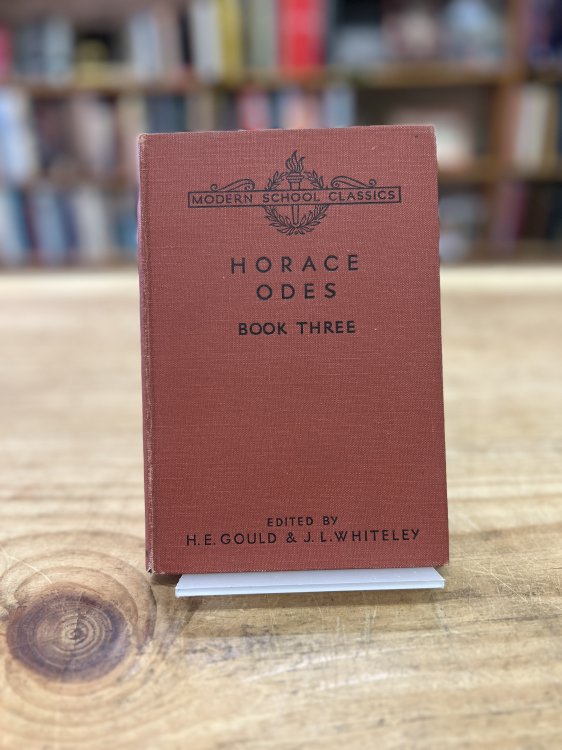 MODERN SCHOOL CLASSICS
HORACE
ODES
BOOK THREE
EDITED BY
H. E. GOULD & J. L. WHITELEY